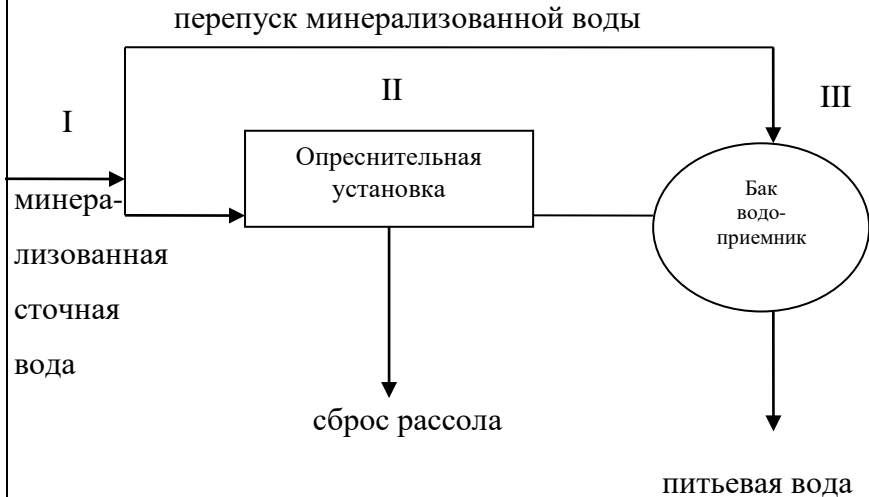 перепуск минерализованной воды
I
II
III
Опреснительная
установка
Бак
водо-
приемник
минера-
лизованная
сточная
вода
сброс рассола
питьевая вода